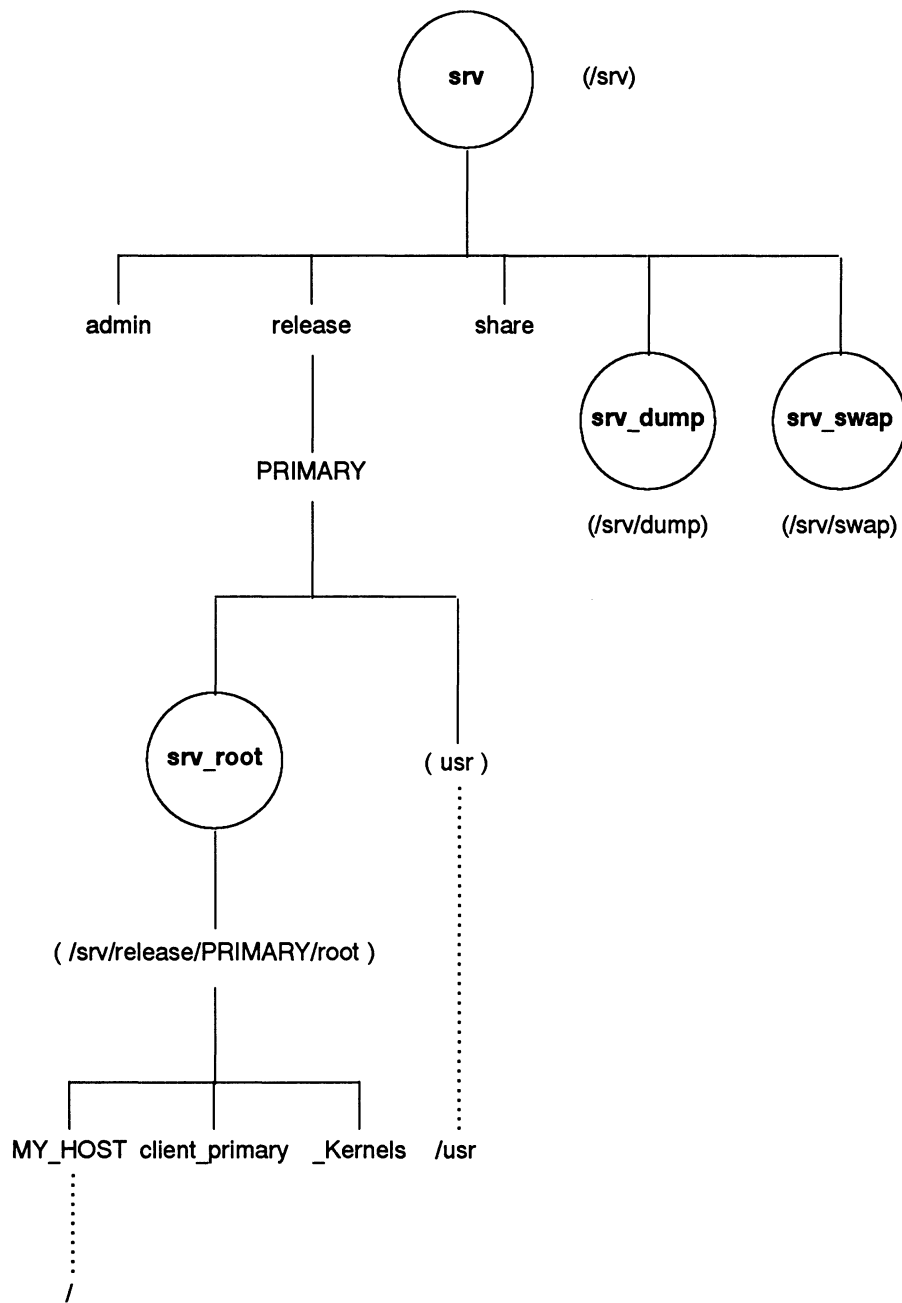 srv (/srv)
admin release share
srv_dump srv_swap
PRIMARY
(/srv/dump) (/srv/swap)
srv_root ( usr )
( /srv/release/PRIMARY/root )
MY_HOST client_primary _Kernels /usr
/